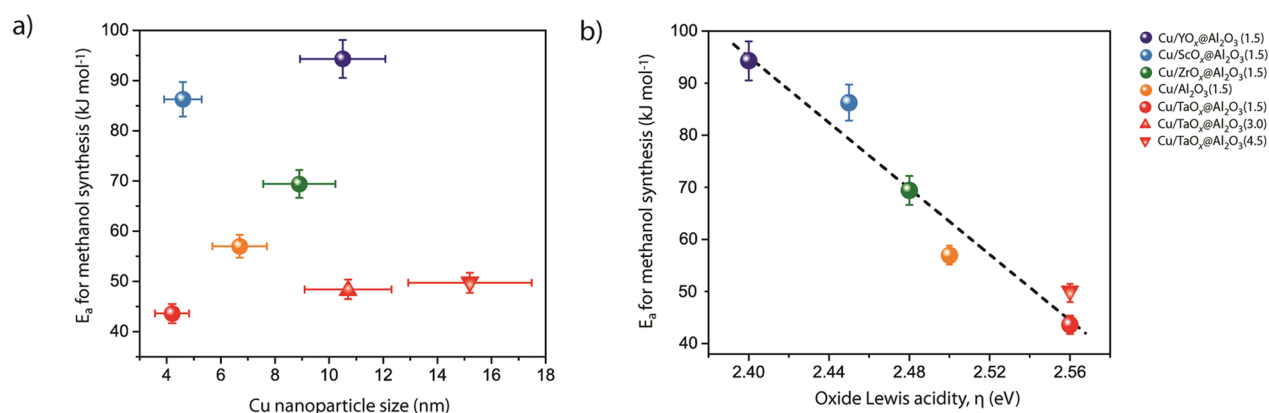 a)
E_a for methanol synthesis (kJ mol⁻¹)
100
90
80
70
60
50
40
4
6
8
10
12
14
16
18
Cu nanoparticle size (nm)
b)
E_a for methanol synthesis (kJ mol⁻¹)
100
90
80
70
60
50
40
2.40
2.44
2.48
2.52
2.56
Oxide Lewis acidity, η (eV)
Cu/YOₓ@Al₂O₃ (1.5)
Cu/ScOₓ@Al₂O₃(1.5)
Cu/ZrOₓ@Al₂O₃(1.5)
Cu/Al₂O₃(1.5)
Cu/TaOₓ@Al₂O₃(1.5)
Cu/TaOₓ@Al₂O₃(3.0)
Cu/TaOₓ@Al₂O₃(4.5)